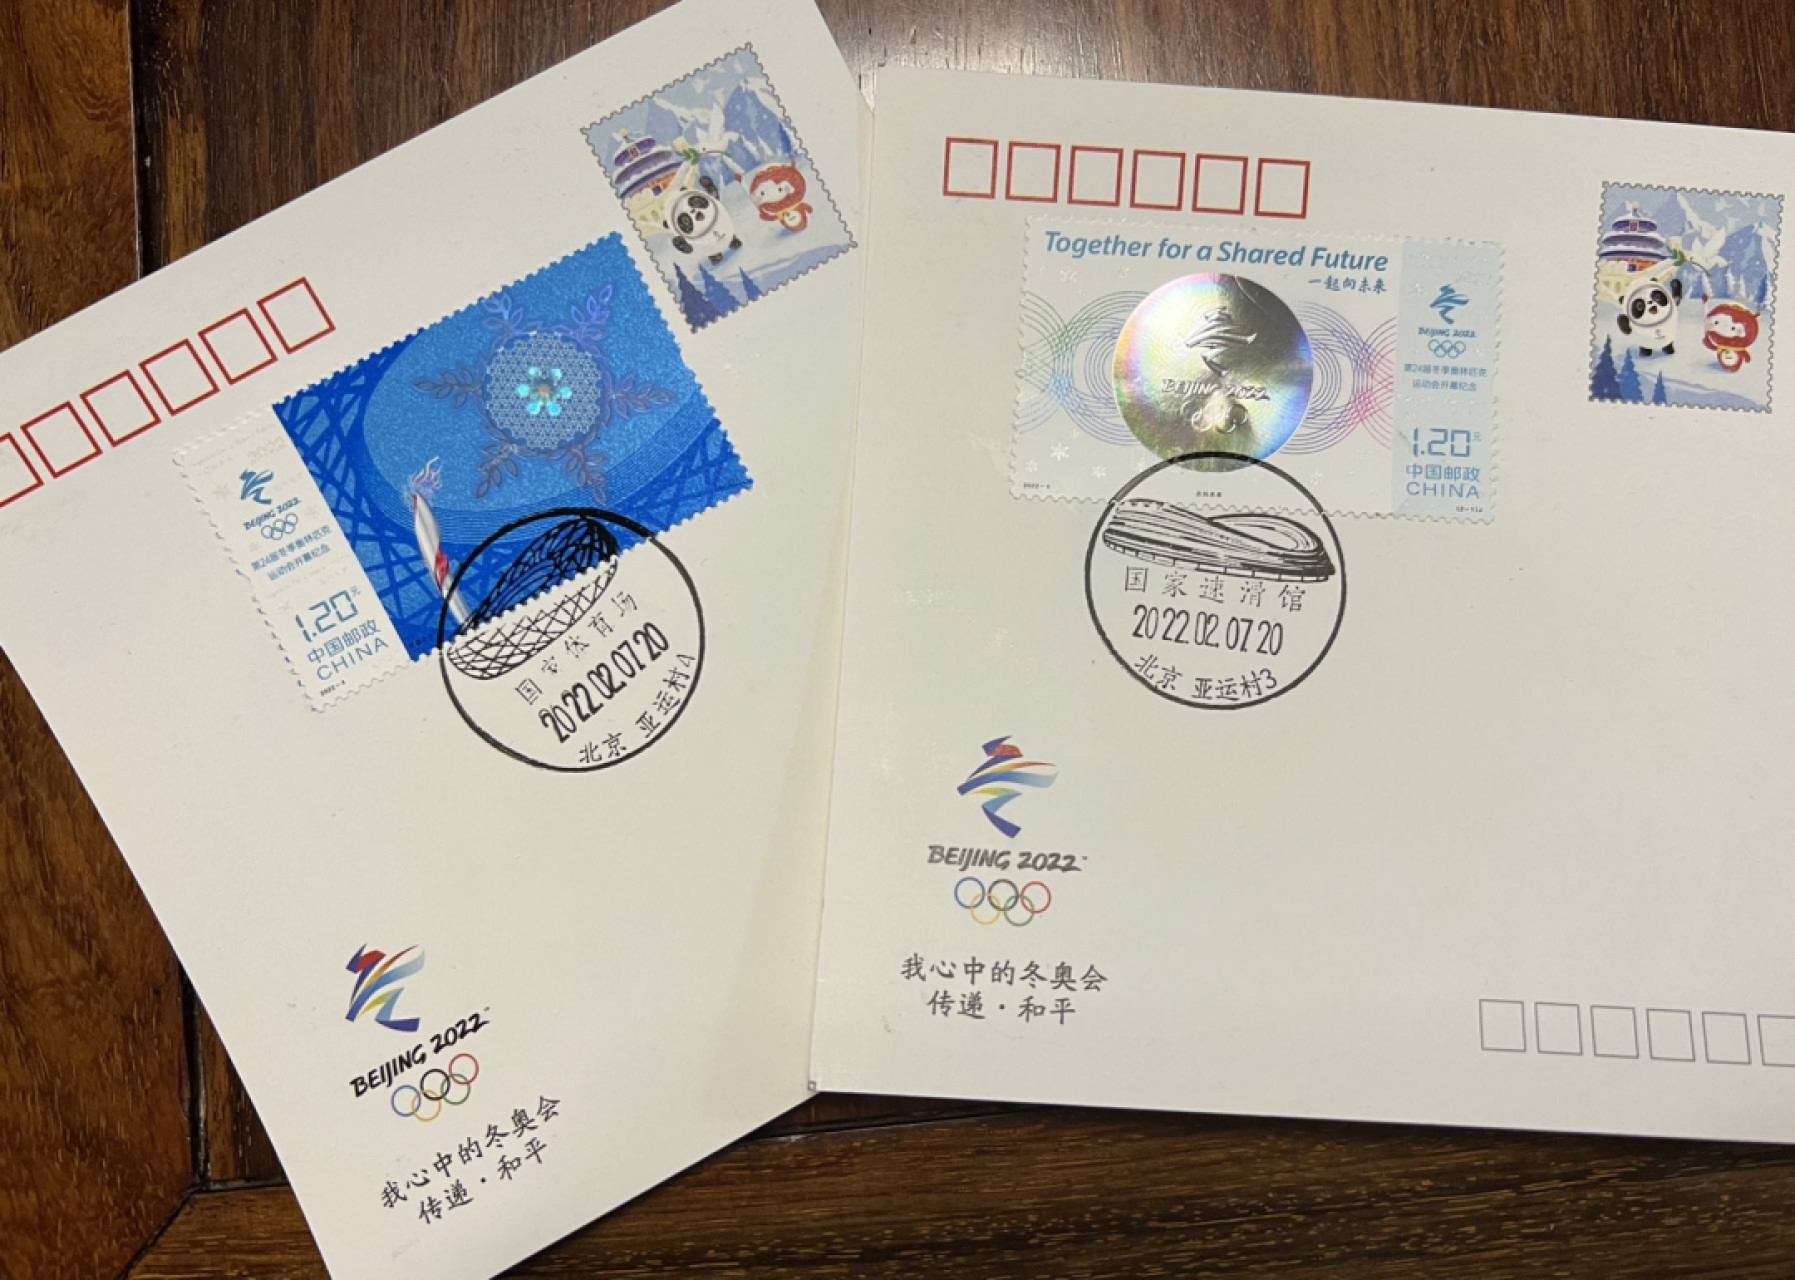 BEIJING 2022
第24届冬季奥林匹克
运动会开幕纪念
1.20元
中国邮政
CHINA
2022-4
国家体育场
2022.02.07.20
北京 亚运村4
BEIJING 2022
我心中的冬奥会
传递·和平
Together for a Shared Future
一起向未来
BEIJING 2022
BEIJING 2022
第24届冬季奥林匹克
运动会开幕纪念
1.20元
中国邮政
CHINA
2022-4
国家速滑馆
2022.02.07.20
北京 亚运村3
BEIJING 2022
我心中的冬奥会
传递·和平